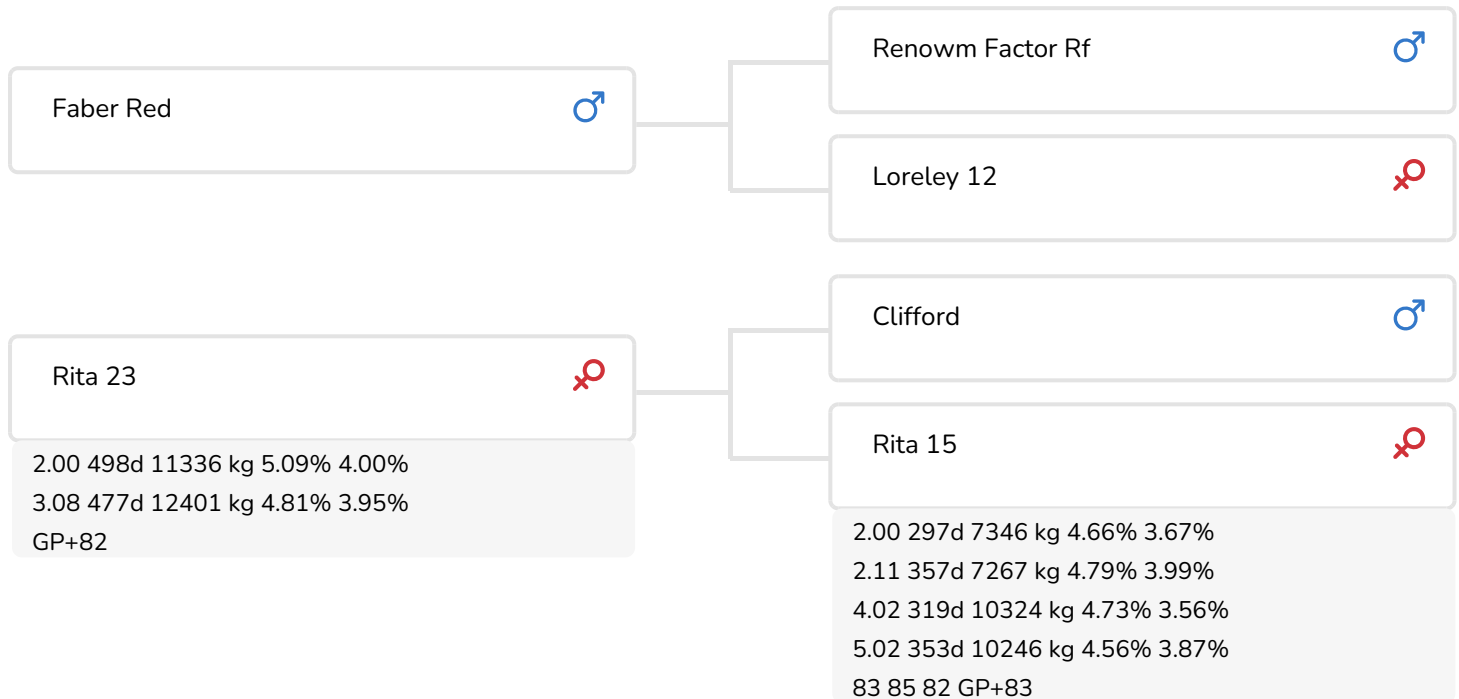 Renowm Factor Rf
Faber Red
Loreley 12
Clifford
Rita 23
Rita 15
2.00 498d 11336 kg 5.09% 4.00%
3.08 477d 12401 kg 4.81% 3.95%
GP+82
2.00 297d 7346 kg 4.66% 3.67%
2.11 357d 7267 kg 4.79% 3.99%
4.02 319d 10324 kg 4.73% 3.56%
5.02 353d 10246 kg 4.56% 3.87%
83 85 82 GP+83